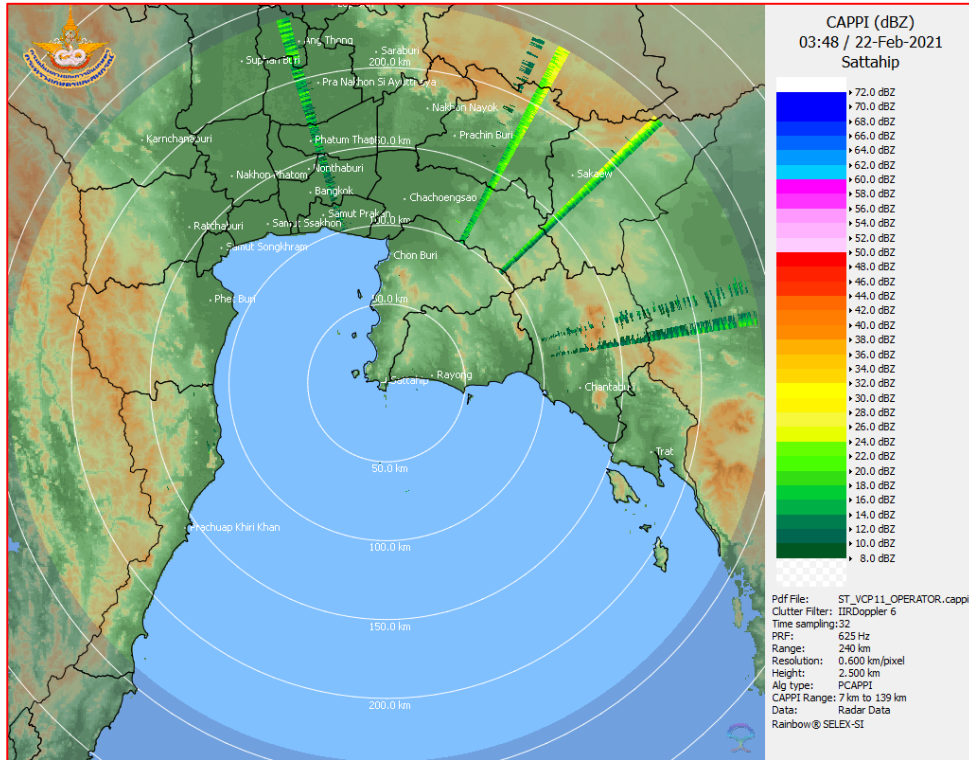 CAPPI (dBZ)
03:48 / 22-Feb-2021
Sattahip
72.0 dBZ
70.0 dBZ
68.0 dBZ
66.0 dBZ
64.0 dBZ
62.0 dBZ
60.0 dBZ
58.0 dBZ
56.0 dBZ
54.0 dBZ
52.0 dBZ
50.0 dBZ
48.0 dBZ
46.0 dBZ
44.0 dBZ
42.0 dBZ
40.0 dBZ
38.0 dBZ
36.0 dBZ
34.0 dBZ
32.0 dBZ
30.0 dBZ
28.0 dBZ
26.0 dBZ
24.0 dBZ
22.0 dBZ
20.0 dBZ
18.0 dBZ
16.0 dBZ
14.0 dBZ
12.0 dBZ
10.0 dBZ
8.0 dBZ
Pdf File: ST_VCP11_OPERATOR.cappi
Clutter Filter: IIRDoppler 6
Time sampling:32
PRF: 625 Hz
Range: 240 km
Resolution: 0.600 km/pixel
Height: 2.500 km
Alg type: PCAPPI
CAPPI Range: 7 km to 139 km
Data: Radar Data
Rainbow® SELEX-SI
Ang Thong
Saraburi
Suphan Buri
200.0 km
Pra Nakhon Si Ayutthaya
Nakhon Nayok
Karnchanaburi
Phatum Thani
150.0 km
Prachin Buri
Nakhon Phatom
Nonthaburi
Sakaew
Bangkok
Chachoengsao
Ratchaburi
Samut Ssakhon
Samut Prakan
100.0 km
Samut Songkhram
Chon Buri
Phet Buri
50.0 km
Sattahip
Rayong
Chantaburi
Trat
50.0 km
Prachuap Khiri Khan
100.0 km
150.0 km
200.0 km